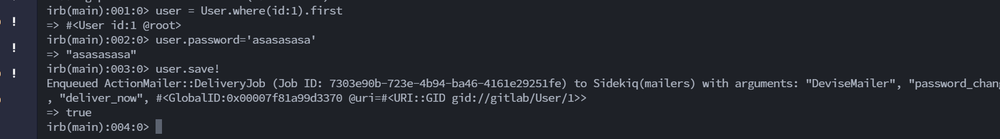 irb(main):001:0> user = User.where(id:1).first
=> #<User id:1 @root>
irb(main):002:0> user.password='asasasasa'
=> "asasasasa"
irb(main):003:0> user.save!
Enqueued ActionMailer::DeliveryJob (Job ID: 7303e90b-723e-4b94-ba46-4161e29251fe) to Sidekiq(mailers) with arguments: "DeviseMailer", "password_chang
, "deliver_now", #<GlobalID:0x00007f81a99d3370 @uri=#<URI::GID gid://gitlab/User/1>>
=> true
irb(main):004:0>